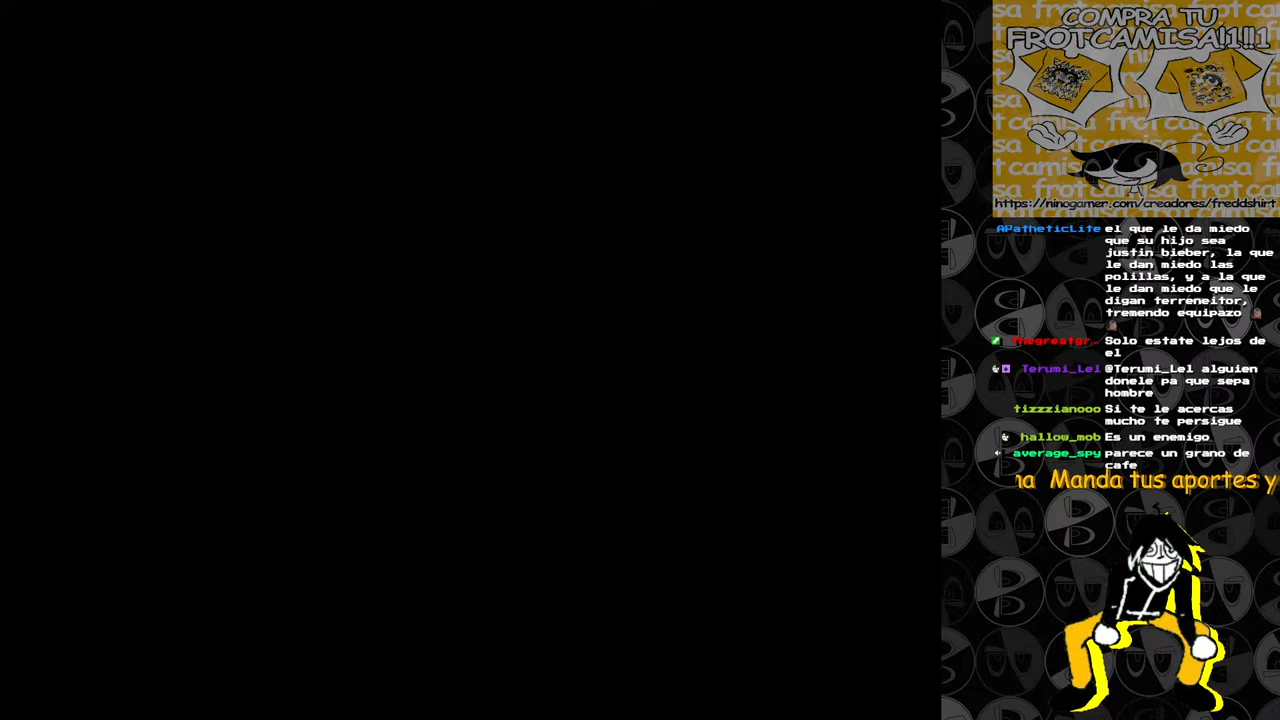 COMPRA TU
FROTCAMISA!1!!1
https://ninogamer.com/creadores/freddshirt
APatheticLite el que le da miedo
que su hijo sea
justin bieber, la que
le dan miedo las
polillas, y a la que
le dan miedo que le
digan terreneitor,
tremendo equipazo
Thegreatgr… Solo estate lejos de
el
Terumi_Lel @Terumi_Lel alguien
donele pa que sepa
hombre
tizzzianooo Si te le acercas
mucho te persigue
hallow_mob Es un enemigo
average_spy parece un grano de
cafe
na Manda tus aportes y